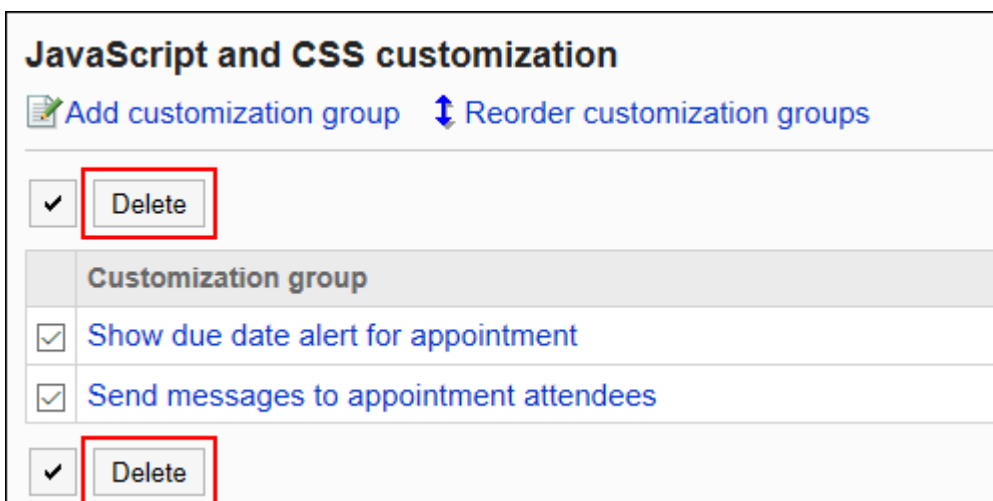 JavaScript and CSS customization
Add customization group Reorder customization groups
Delete
Customization group
Show due date alert for appointment
Send messages to appointment attendees
Delete